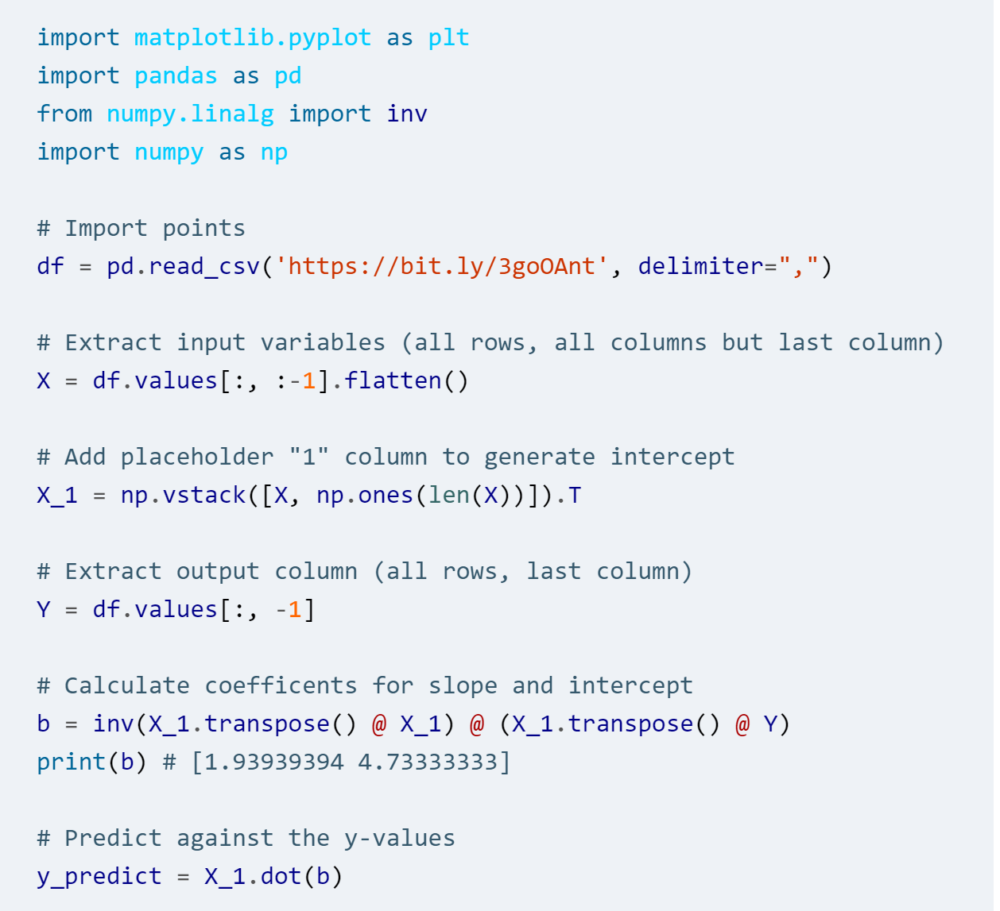 import matplotlib.pyplot as plt
import pandas as pd
from numpy.linalg import inv
import numpy as np
# Import points
df = pd.read_csv('https://bit.ly/3goOAnt', delimiter=",")
# Extract input variables (all rows, all columns but last column)
X = df.values[:, :-1].flatten()
# Add placeholder "1" column to generate intercept
X_1 = np.vstack([X, np.ones(len(X))]).T
# Extract output column (all rows, last column)
Y = df.values[:, -1]
# Calculate coefficents for slope and intercept
b = inv(X_1.transpose() @ X_1) @ (X_1.transpose() @ Y)
print(b) # [1.93939394 4.73333333]
# Predict against the y-values
y_predict = X_1.dot(b)